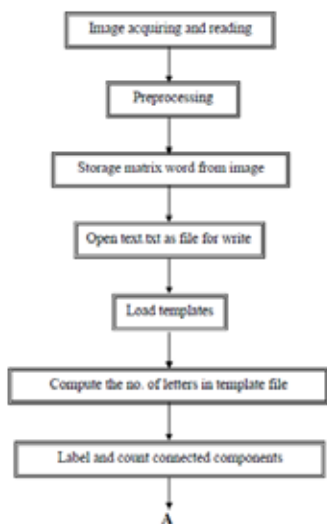 Image acquiring and reading
Preprocessing
Storage matrix word from image
Open text.txt as file for write
Load templates
Compute the no. of letters in template file
Label and count connected components
A